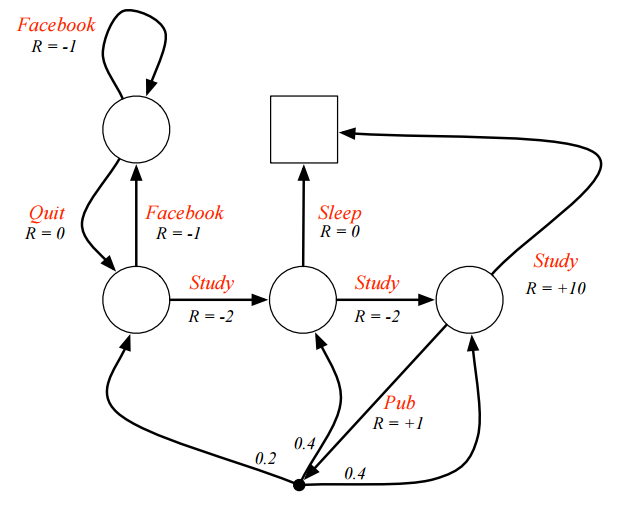 Facebook
R = -1
Quit
R = 0
Facebook
R = -1
Sleep
R = 0
Study
R = -2
Study
R = -2
Study
R = +10
Pub
R = +1
0.2
0.4
0.4